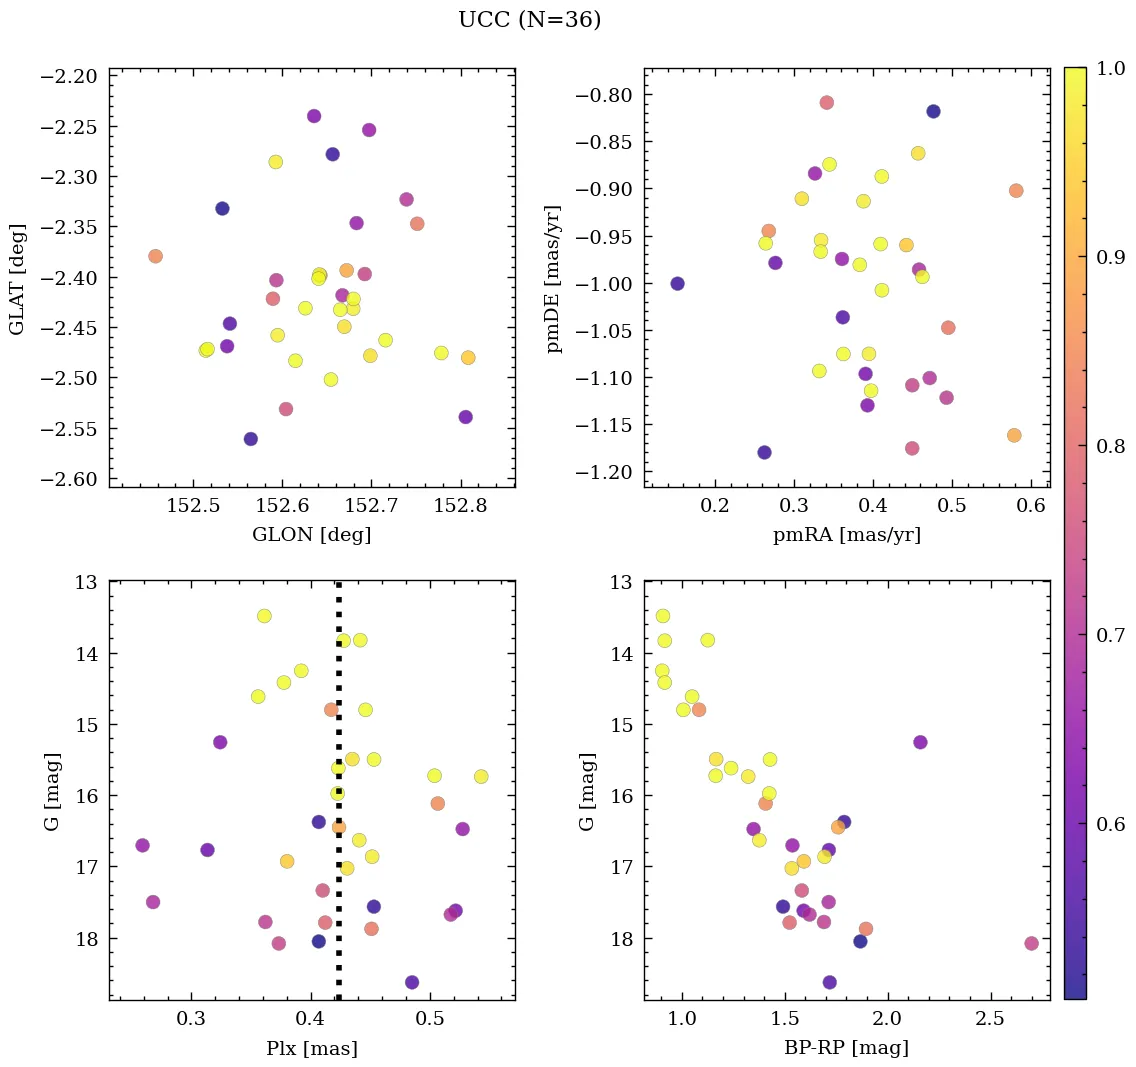 UCC (N=36)
−2.20
−2.25
−2.30
−2.35
−2.40
−2.45
−2.50
−2.55
−2.60
GLAT [deg]
152.5 152.6 152.7 152.8
GLON [deg]
−0.80
−0.85
−0.90
−0.95
−1.00
−1.05
−1.10
−1.15
−1.20
pmDE [mas/yr]
0.2 0.3 0.4 0.5 0.6
pmRA [mas/yr]
1.0
0.9
0.8
0.7
0.6
13
14
15
16
17
18
G [mag]
0.3 0.4 0.5
Plx [mas]
13
14
15
16
17
18
G [mag]
1.0 1.5 2.0 2.5
BP-RP [mag]